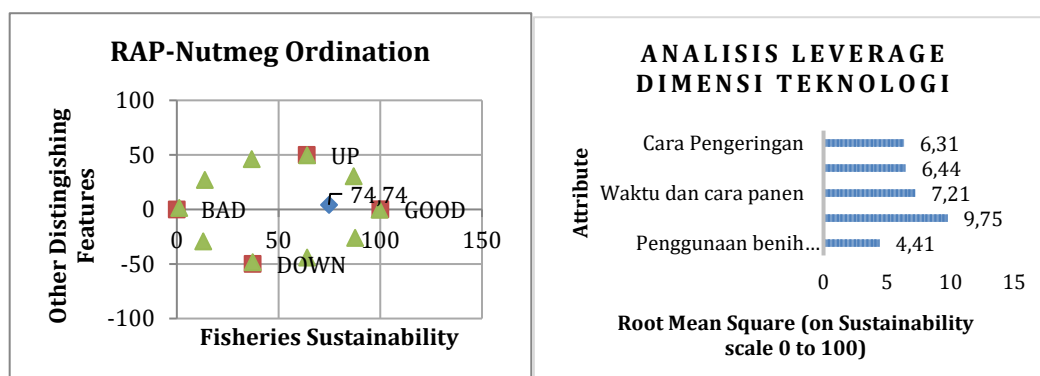 RAP-Nutmeg Ordination
Other Distingishing
Features
100
50
0
-50
-100
UP
74,74
BAD
GOOD
DOWN
0
50
100
150
Fisheries Sustainability
ANALISIS LEVERAGE
DIMENSI TEKNOLOGI
Attribute
Cara Pengeringan
6,31
6,44
Waktu dan cara panen
7,21
9,75
Penggunaan benih...
4,41
0
5
10
15
Root Mean Square (on Sustainability
scale 0 to 100)